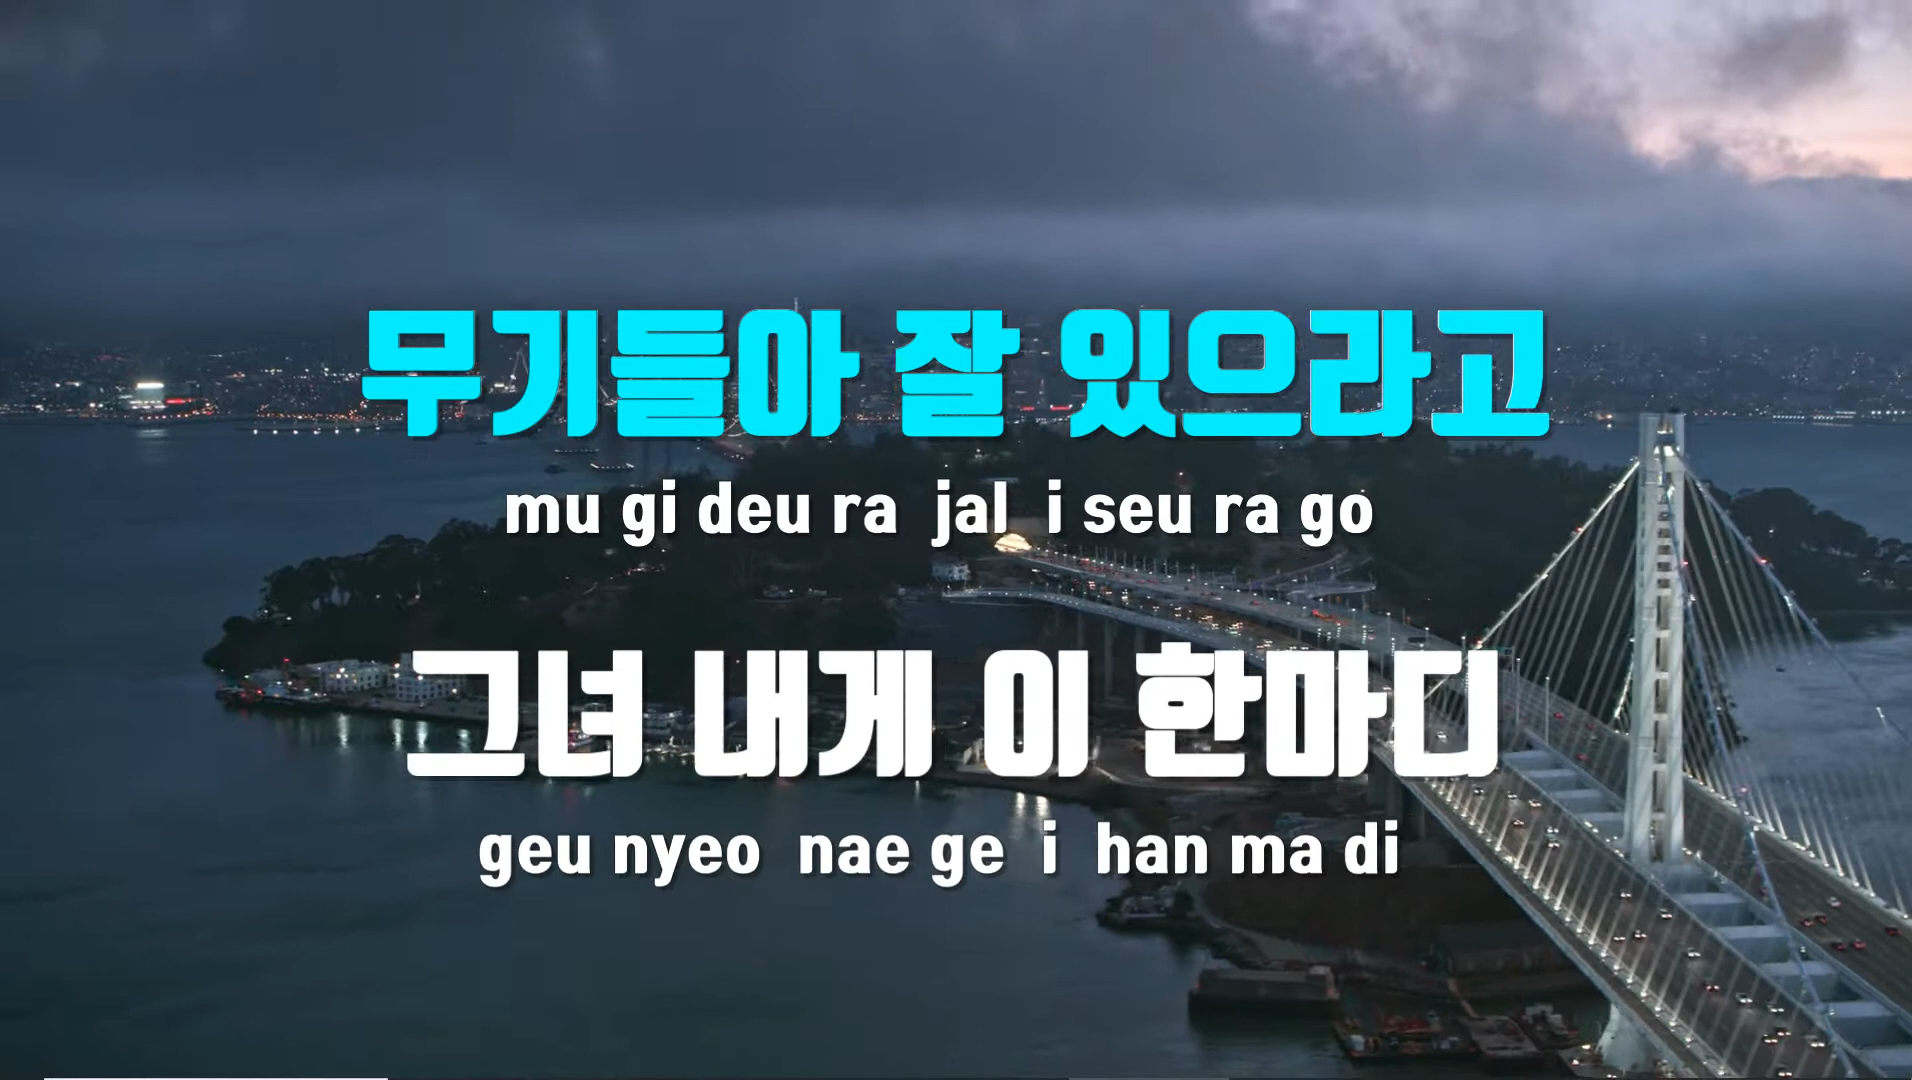 무기들아 잘 있으라고
mu gi deu ra jal i seu ra go
그녀 내게 이 한마디
geu nyeo nae ge i han ma di